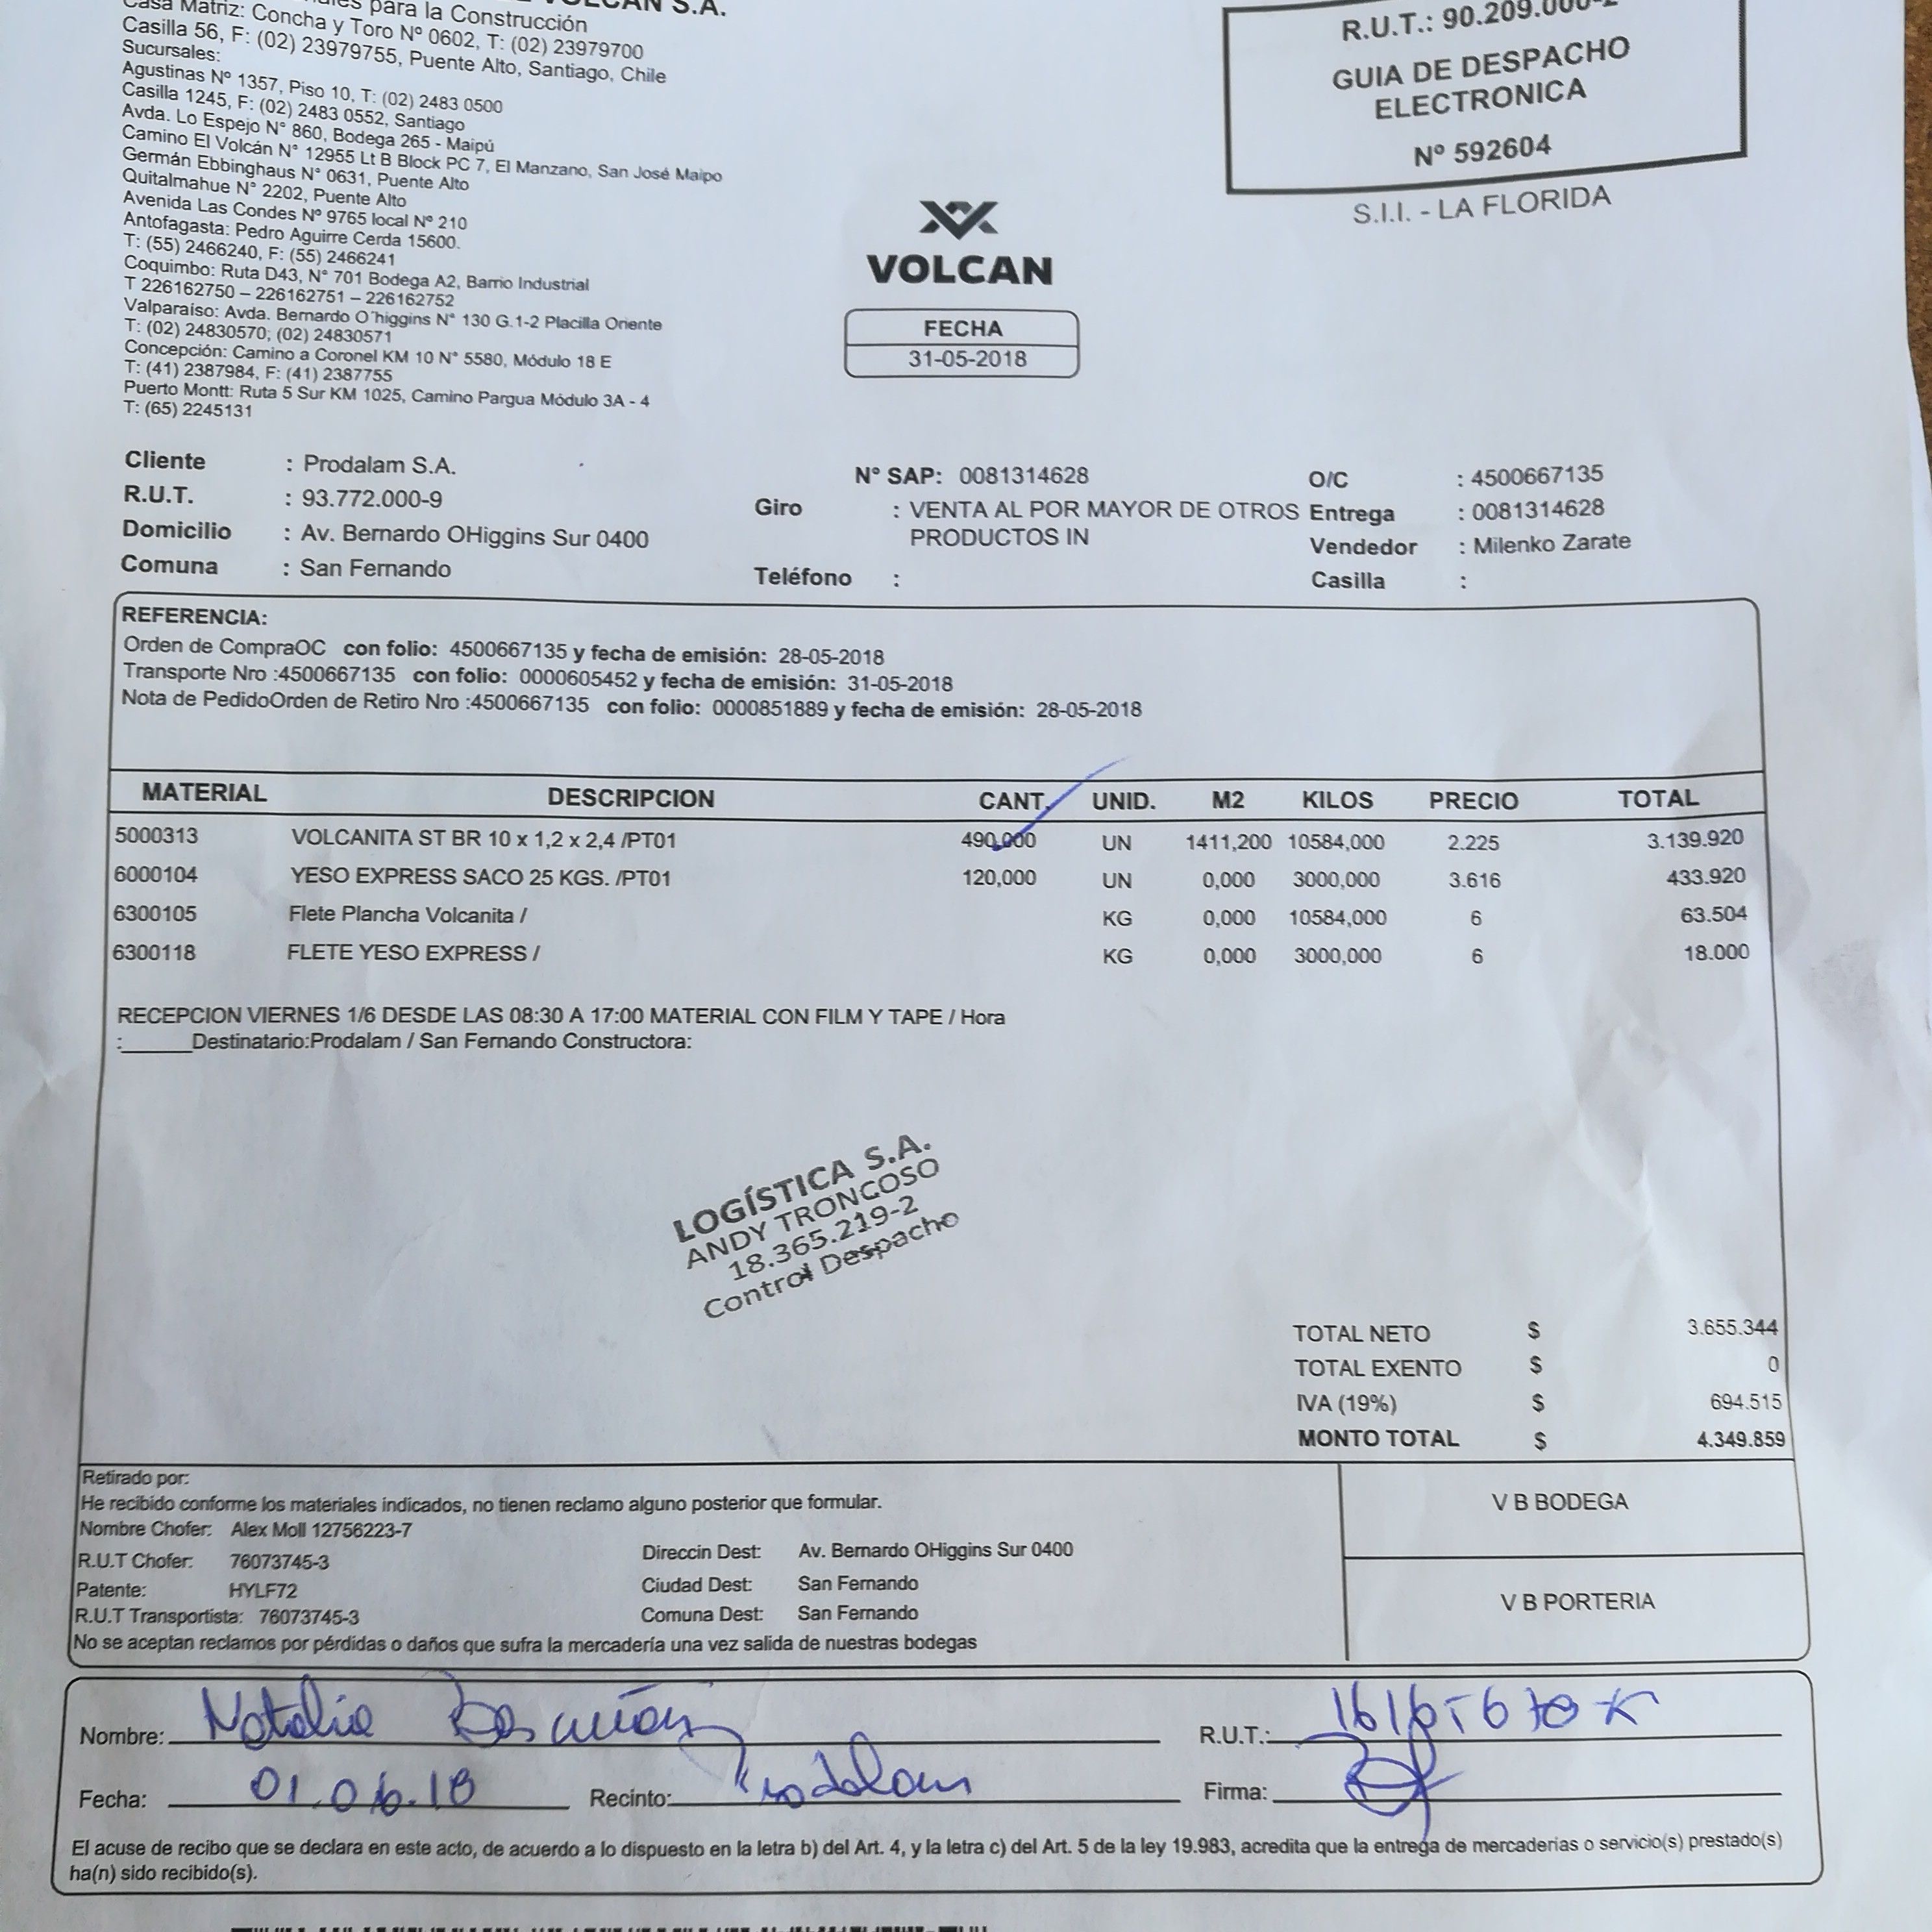 VOLCAN S.A.
para la Construcción
Casa Matriz: Concha y Toro Nº 0602, T: (02) 23979700
Casilla 56, F: (02) 23979755, Puente Alto, Santiago, Chile
Sucursales:
Agustinas Nº 1357, Piso 10, T: (02) 2483 0500
Casilla 1245, F: (02) 2483 0552, Santiago
Avda. Lo Espejo N° 860, Bodega 265 - Maipú
Camino El Volcán N° 12955 Lt B Block PC 7, El Manzano, San José Maipo
Germán Ebbinghaus N° 0631, Puente Alto
Quitalmahue N° 2202, Puente Alto
Avenida Las Condes Nº 9765 local Nº 210
Antofagasta: Pedro Aguirre Cerda 15600.
T: (55) 2466240, F: (55) 2466241
Coquimbo: Ruta D43, N° 701 Bodega A2, Barrio Industrial
T 226162750 – 226162751 – 226162752
Valparaíso: Avda. Bernardo O´higgins N° 130 G.1-2 Placilla Oriente
T: (02) 24830570; (02) 24830571
Concepción: Camino a Coronel KM 10 N° 5580, Módulo 18 E
T: (41) 2387984, F: (41) 2387755
Puerto Montt: Ruta 5 Sur KM 1025, Camino Pargua Módulo 3A - 4
T: (65) 2245131
R.U.T.: 90.209.000-2
GUIA DE DESPACHO
ELECTRONICA
Nº 592604
S.I.I. - LA FLORIDA
VOLCAN
FECHA
31-05-2018
Cliente : Prodalam S.A.
R.U.T. : 93.772.000-9
Domicilio : Av. Bernardo OHiggins Sur 0400
Comuna : San Fernando
N° SAP: 0081314628
Giro : VENTA AL POR MAYOR DE OTROS
PRODUCTOS IN
Teléfono :
O/C : 4500667135
Entrega : 0081314628
Vendedor : Milenko Zarate
Casilla :
REFERENCIA:
Orden de CompraOC con folio: 4500667135 y fecha de emisión: 28-05-2018
Transporte Nro :4500667135 con folio: 0000605452 y fecha de emisión: 31-05-2018
Nota de PedidoOrden de Retiro Nro :4500667135 con folio: 0000851889 y fecha de emisión: 28-05-2018
MATERIAL DESCRIPCION CANT. UNID. M2 KILOS PRECIO TOTAL
5000313 VOLCANITA ST BR 10 x 1,2 x 2,4 /PT01 490,000 UN 1411,200 10584,000 2.225 3.139.920
6000104 YESO EXPRESS SACO 25 KGS. /PT01 120,000 UN 0,000 3000,000 3.616 433.920
6300105 Flete Plancha Volcanita / KG 0,000 10584,000 6 63.504
6300118 FLETE YESO EXPRESS / KG 0,000 3000,000 6 18.000
RECEPCION VIERNES 1/6 DESDE LAS 08:30 A 17:00 MATERIAL CON FILM Y TAPE / Hora
:______Destinatario:Prodalam / San Fernando Constructora:
LOGÍSTICA S.A.
ANDY TRONCOSO
18.365.219-2
Control Despacho
TOTAL NETO $ 3.655.344
TOTAL EXENTO $ 0
IVA (19%) $ 694.515
MONTO TOTAL $ 4.349.859
Retirado por:
He recibido conforme los materiales indicados, no tienen reclamo alguno posterior que formular.
Nombre Chofer: Alex Moll 12756223-7
R.U.T Chofer: 76073745-3
Patente: HYLF72
R.U.T Transportista: 76073745-3
Direccin Dest: Av. Bernardo OHiggins Sur 0400
Ciudad Dest: San Fernando
Comuna Dest: San Fernando
No se aceptan reclamos por pérdidas o daños que sufra la mercadería una vez salida de nuestras bodegas
V B BODEGA
V B PORTERIA
Nombre: Natalia
R.U.T.:
Fecha: 01.06.18 Recinto: Prodalam Firma:
El acuse de recibo que se declara en este acto, de acuerdo a lo dispuesto en la letra b) del Art. 4, y la letra c) del Art. 5 de la ley 19.983, acredita que la entrega de mercaderías o servicio(s) prestado(s)
ha(n) sido recibido(s).